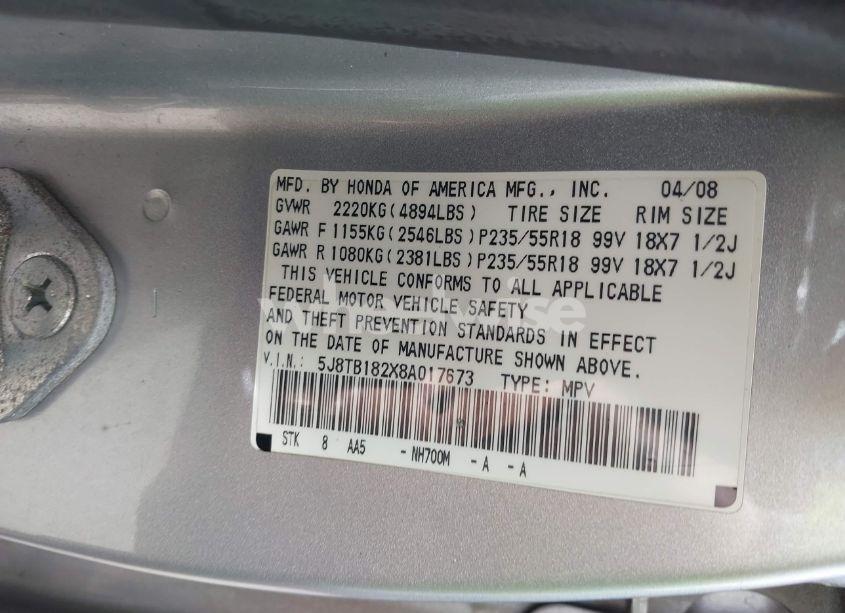 MFD. BY HONDA OF AMERICA MFG., INC. 04/08
GVWR 2220KG(4894LBS) TIRE SIZE RIM SIZE
GAWR F 1155KG(2546LBS) P235/55R18 99V 18X7 1/2J
GAWR R 1080KG(2381LBS) P235/55R18 99V 18X7 1/2J
THIS VEHICLE CONFORMS TO ALL APPLICABLE
FEDERAL MOTOR VEHICLE SAFETY
AND THEFT PREVENTION STANDARDS IN EFFECT
ON THE DATE OF MANUFACTURE SHOWN ABOVE.
V.I.N.: 5J8TB182X8A017673 TYPE: MPV
STK 8 AA5 - NH700M - A - A